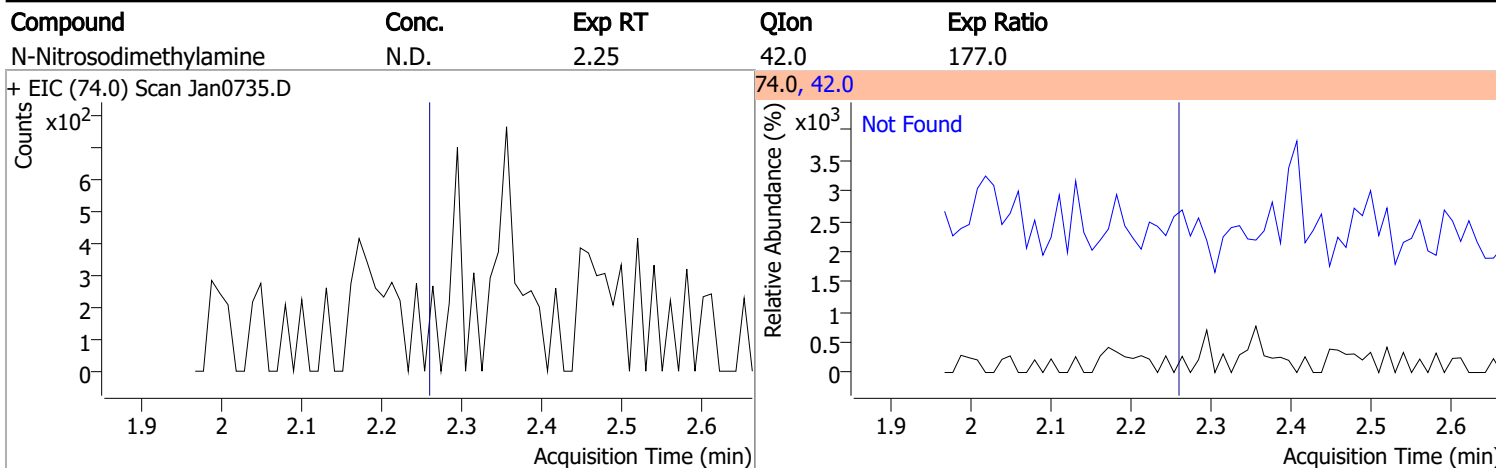 Compound Conc. Exp RT QIon Exp Ratio
N-Nitrosodimethylamine N.D. 2.25 42.0 177.0
+ EIC (74.0) Scan Jan0735.D
Counts
x10²
6
5
4
3
2
1
0
1.9 2 2.1 2.2 2.3 2.4 2.5 2.6
Acquisition Time (min)
74.0, 42.0
Relative Abundance (%)
x10³
Not Found
3.5
3
2.5
2
1.5
1
0.5
0
1.9 2 2.1 2.2 2.3 2.4 2.5 2.6
Acquisition Time (min)